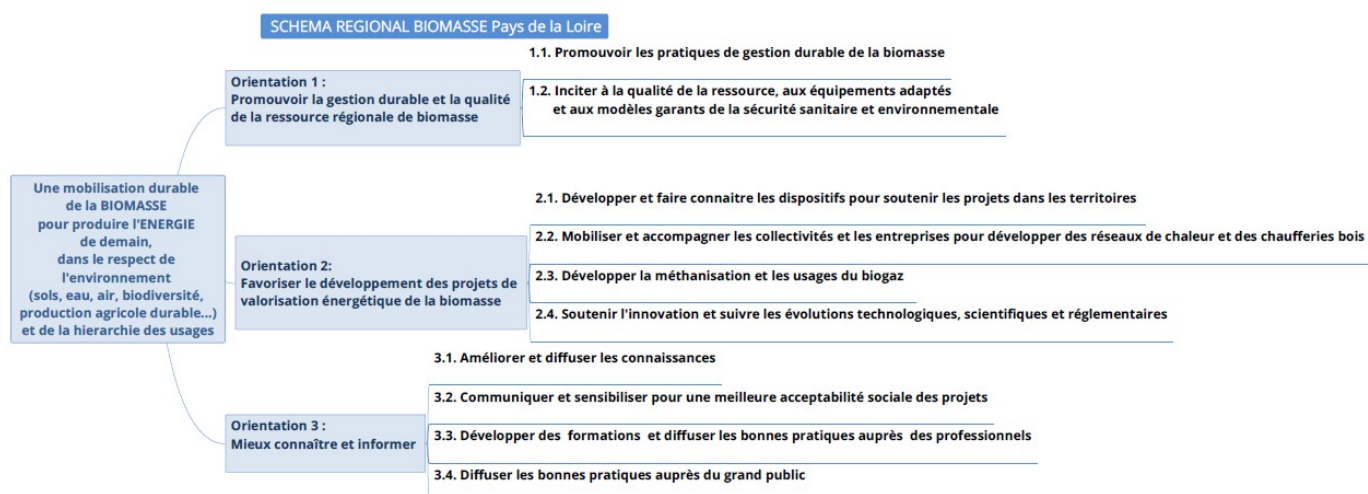 SCHEMA REGIONAL BIOMASSE Pays de la Loire
Une mobilisation durable
de la BIOMASSE
pour produire l'ENERGIE
de demain,
dans le respect de
l'environnement
(sols, eau, air, biodiversité,
production agricole durable...)
et de la hierarchie des usages
Orientation 1 :
Promouvoir la gestion durable et la qualité
de la ressource régionale de biomasse
1.1. Promouvoir les pratiques de gestion durable de la biomasse
1.2. Inciter à la qualité de la ressource, aux équipements adaptés
et aux modèles garants de la sécurité sanitaire et environnementale
Orientation 2:
Favoriser le développement des projets de
valorisation énergétique de la biomasse
2.1. Développer et faire connaitre les dispositifs pour soutenir les projets dans les territoires
2.2. Mobiliser et accompagner les collectivités et les entreprises pour développer des réseaux de chaleur et des chaufferies bois
2.3. Développer la méthanisation et les usages du biogaz
2.4. Soutenir l'innovation et suivre les évolutions technologiques, scientifiques et réglementaires
Orientation 3 :
Mieux connaître et informer
3.1. Améliorer et diffuser les connaissances
3.2. Communiquer et sensibiliser pour une meilleure acceptabilité sociale des projets
3.3. Développer des formations et diffuser les bonnes pratiques auprès des professionnels
3.4. Diffuser les bonnes pratiques auprès du grand public